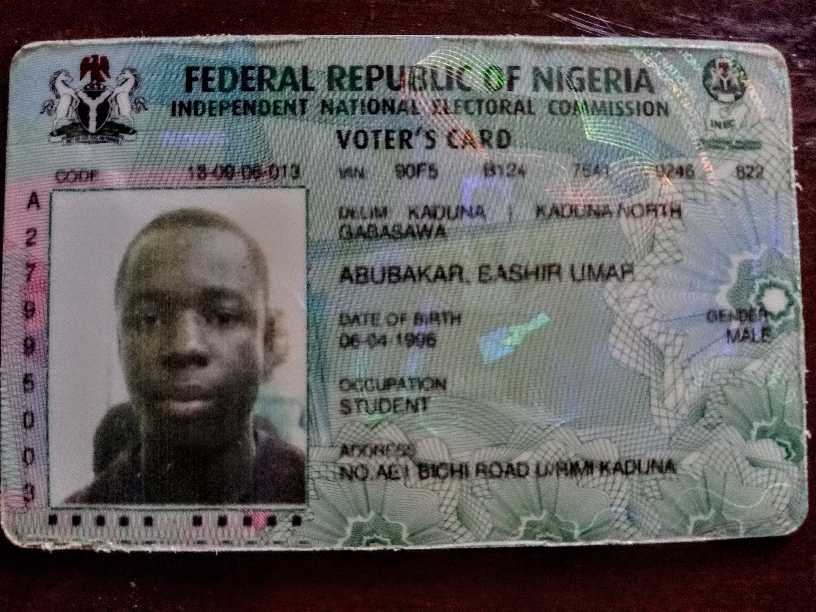 FEDERAL REPUBLIC OF NIGERIA
INDEPENDENT NATIONAL ELECTORAL COMMISSION
VOTER'S CARD
INEC
CODE 18-09-06-013 VIN 90F5 B124 7541 9246 822
DELIM KADUNA | KADUNA NORTH
GABASAWA
ABUBAKAR, BASHIR UMAR
DATE OF BIRTH
06-04-1996
GENDER
MALE
OCCUPATION
STUDENT
ADDRESS
NO.AE1 BICHI ROAD U/RIMI KADUNA